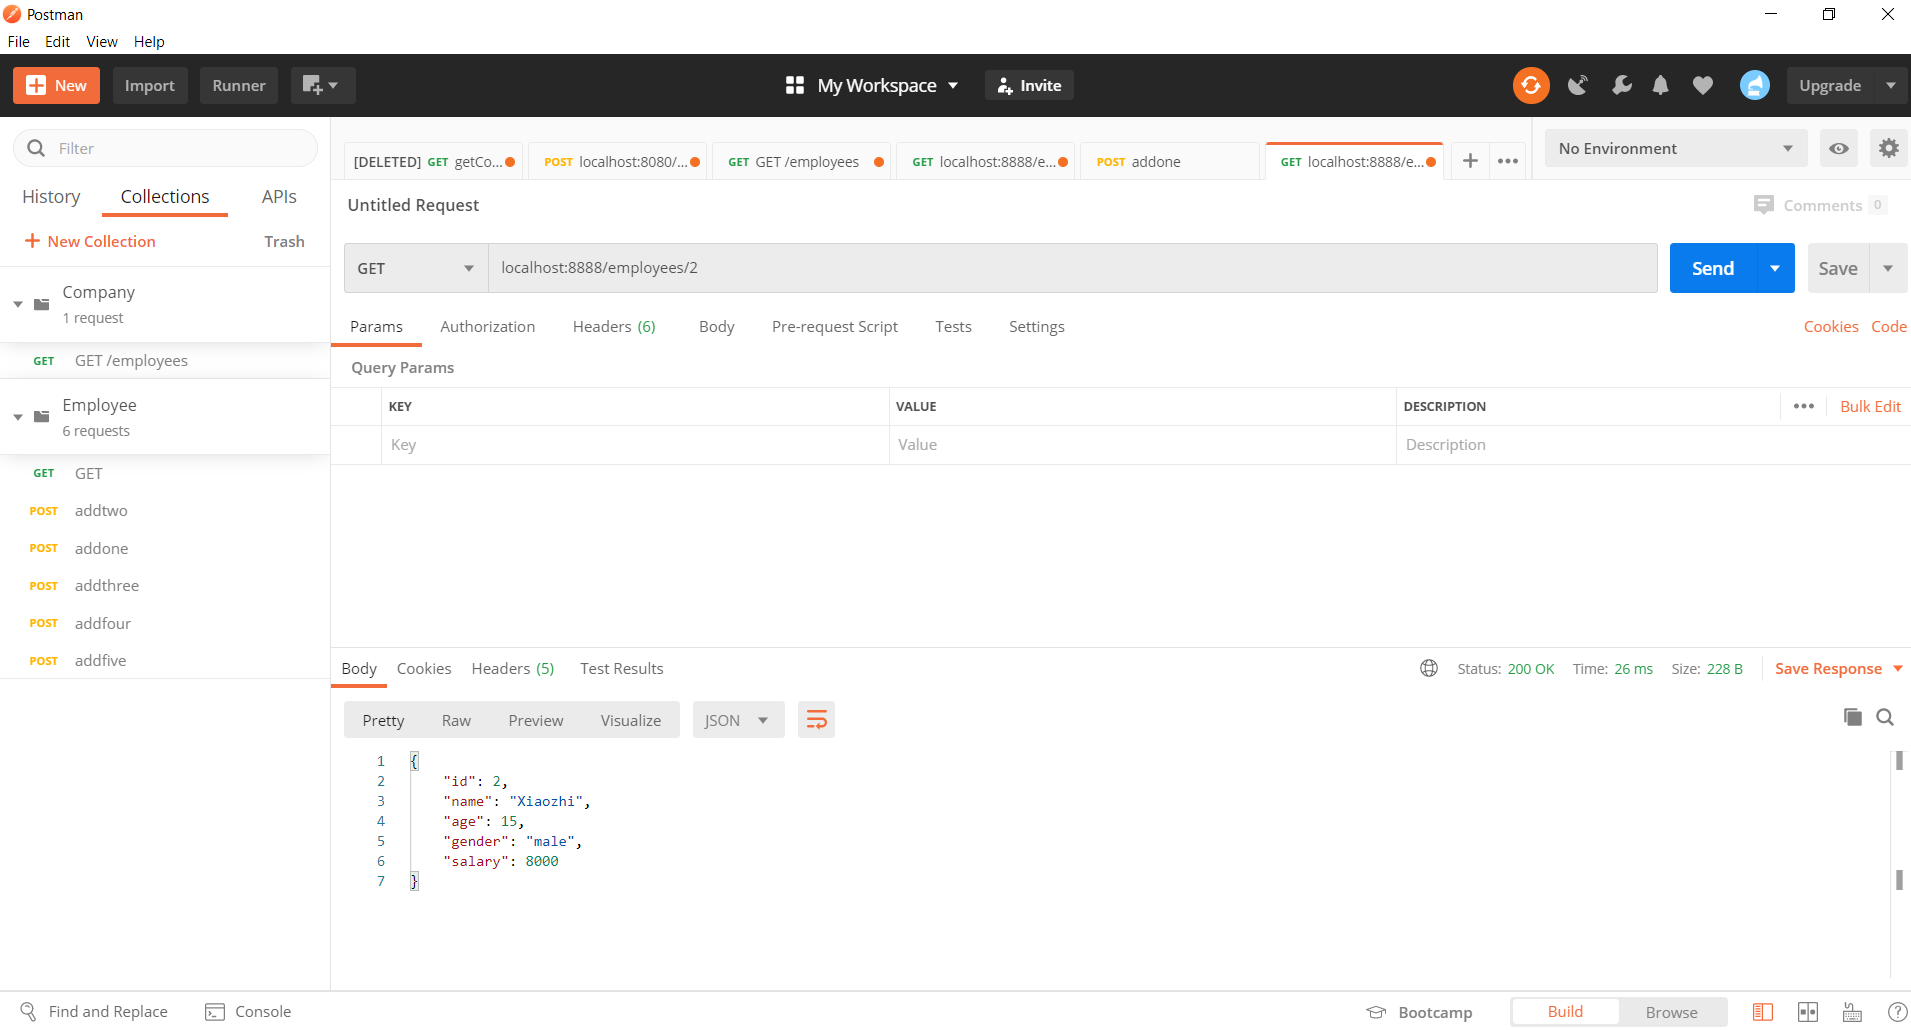 Postman
File Edit View Help
New Import Runner My Workspace Invite Upgrade
Filter
History Collections APIs
New Collection Trash
Company
1 request
GET GET /employees
Employee
6 requests
GET GET
POST addtwo
POST addone
POST addthree
POST addfour
POST addfive
[DELETED] GET getCo... POST localhost:8080/... GET GET /employees GET localhost:8888/e... POST addone GET localhost:8888/e... No Environment
Untitled Request Comments 0
GET localhost:8888/employees/2 Send Save
Params Authorization Headers (6) Body Pre-request Script Tests Settings Cookies Code
Query Params
KEY VALUE DESCRIPTION Bulk Edit
Key Value Description
Body Cookies Headers (5) Test Results Status: 200 OK Time: 26 ms Size: 228 B Save Response
Pretty Raw Preview Visualize JSON
1 {
2 "id": 2,
3 "name": "Xiaozhi",
4 "age": 15,
5 "gender": "male",
6 "salary": 8000
7 }
Find and Replace Console Bootcamp Build Browse